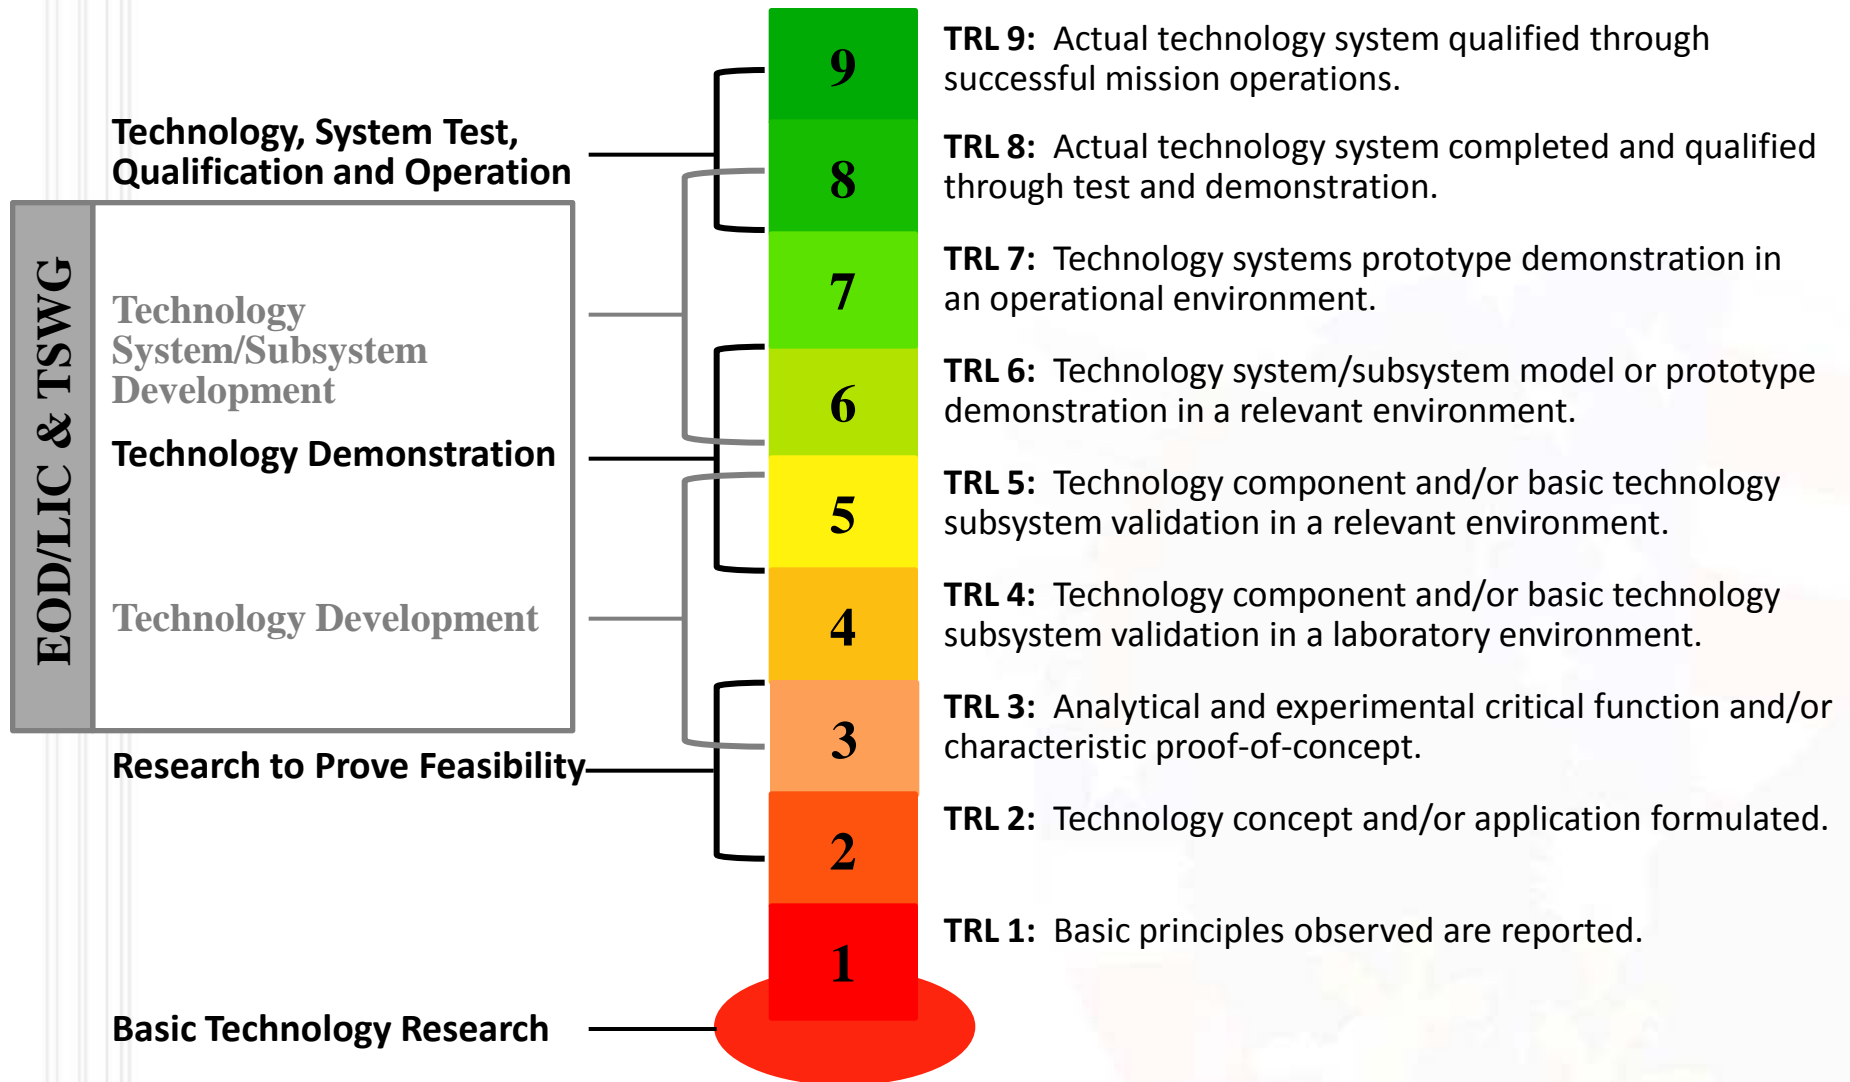 Technology, System Test,
Qualification and Operation
EOD/LIC & TSWG
Technology
System/Subsystem
Development
Technology Demonstration
Technology Development
Research to Prove Feasibility
Basic Technology Research
9
8
7
6
5
4
3
2
1
TRL 9: Actual technology system qualified through
successful mission operations.
TRL 8: Actual technology system completed and qualified
through test and demonstration.
TRL 7: Technology systems prototype demonstration in
an operational environment.
TRL 6: Technology system/subsystem model or prototype
demonstration in a relevant environment.
TRL 5: Technology component and/or basic technology
subsystem validation in a relevant environment.
TRL 4: Technology component and/or basic technology
subsystem validation in a laboratory environment.
TRL 3: Analytical and experimental critical function and/or
characteristic proof-of-concept.
TRL 2: Technology concept and/or application formulated.
TRL 1: Basic principles observed are reported.